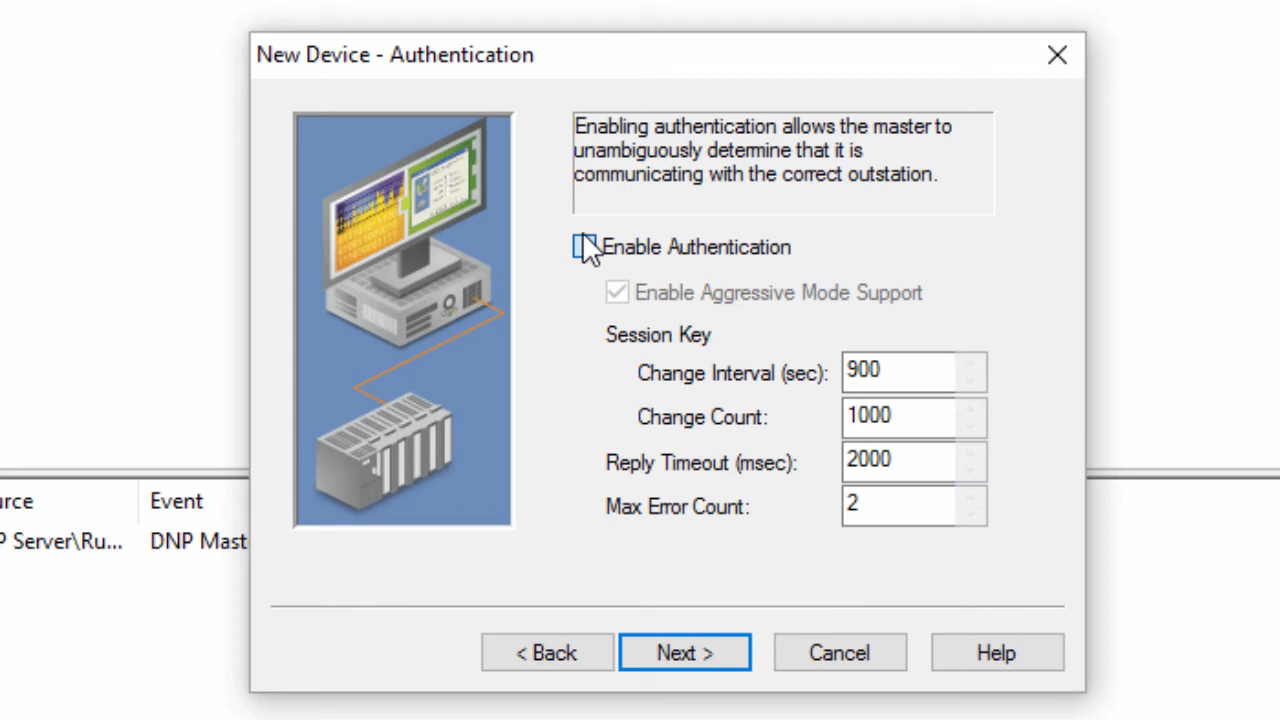 New Device - Authentication
Enabling authentication allows the master to
unambiguously determine that it is
communicating with the correct outstation.
Enable Authentication
Enable Aggressive Mode Support
Session Key
Change Interval (sec): 900
Change Count: 1000
Reply Timeout (msec): 2000
Max Error Count: 2
urce Event
P Server\Ru... DNP Mast
< Back Next > Cancel Help